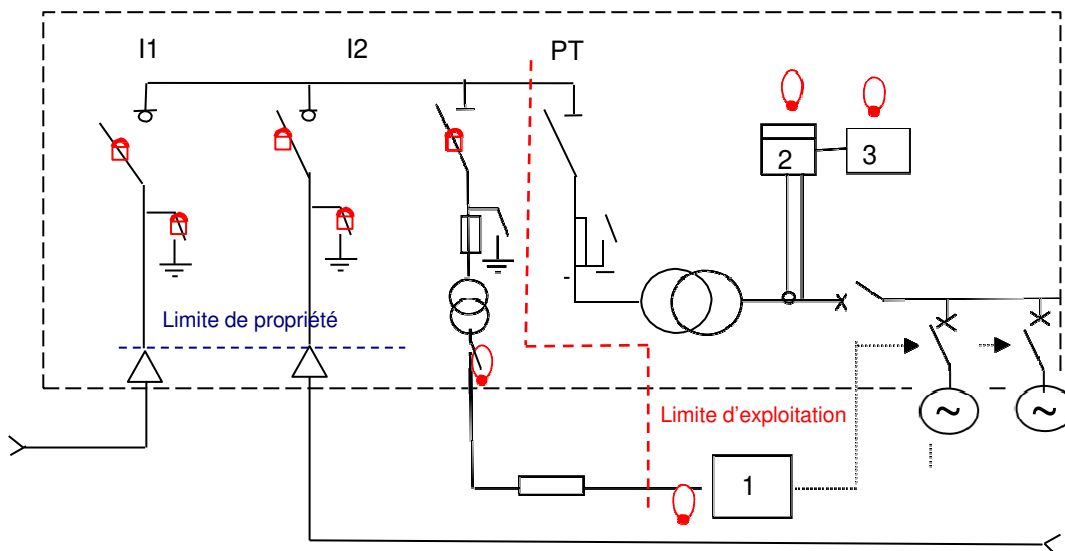 I1 I2 PT
2 3
Limite de propriété
Limite d'exploitation
1
~ ~